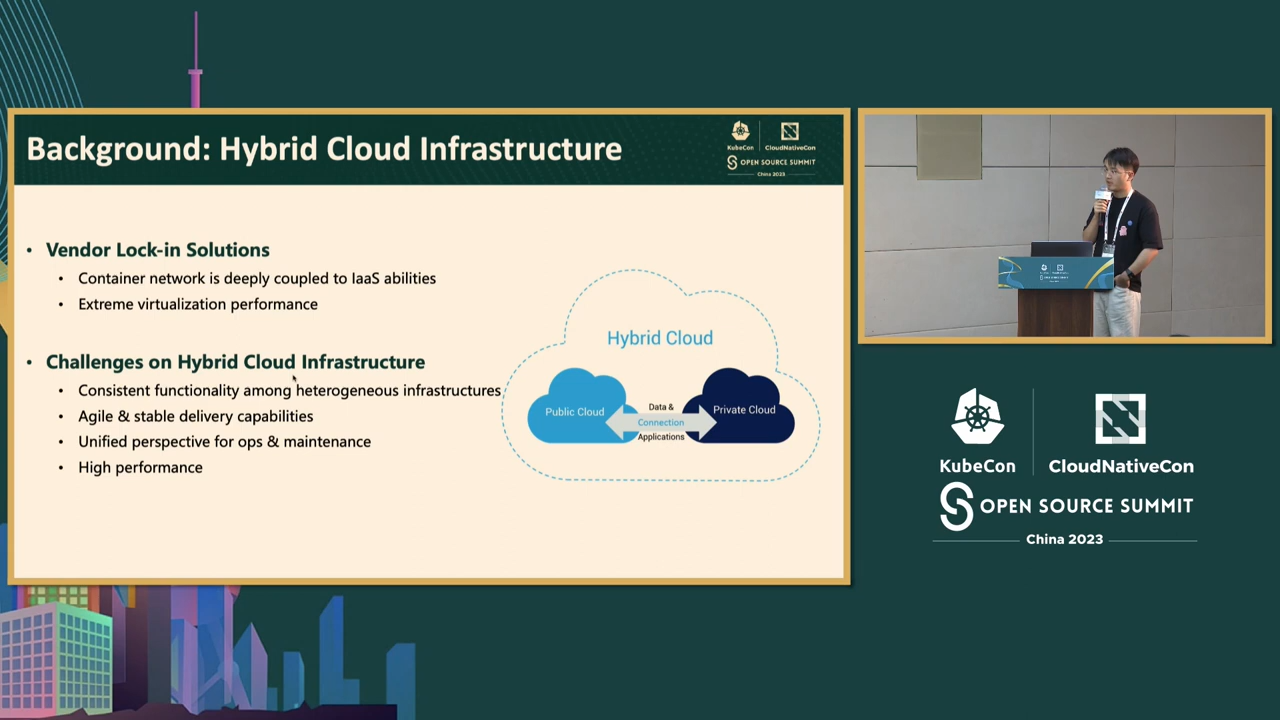 Background: Hybrid Cloud Infrastructure
KubeCon
CloudNativeCon
OPEN SOURCE SUMMIT
China 2023
• Vendor Lock-in Solutions
• Container network is deeply coupled to IaaS abilities
• Extreme virtualization performance
• Challenges on Hybrid Cloud Infrastructure
• Consistent functionality among heterogeneous infrastructures
• Agile & stable delivery capabilities
• Unified perspective for ops & maintenance
• High performance
Hybrid Cloud
Public Cloud
Data &
Connection
Applications
Private Cloud
KubeCon
CloudNativeCon
OPEN SOURCE SUMMIT
China 2023